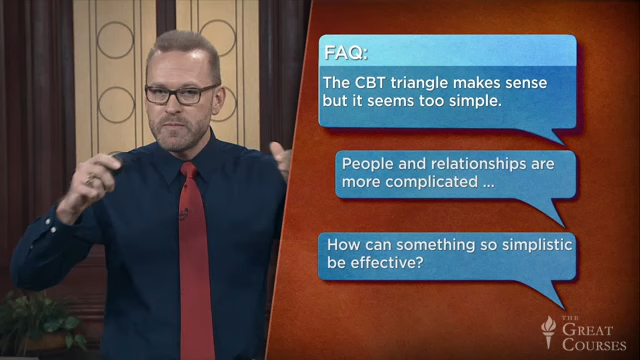 FAQ:
The CBT triangle makes sense
but it seems too simple.
People and relationships are
more complicated ...
How can something so simplistic
be effective?
THE
GREAT
COURSES